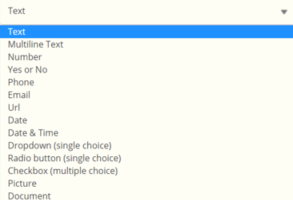 Text
Text
Multiline Text
Number
Yes or No
Phone
Email
Url
Date
Date & Time
Dropdown (single choice)
Radio button (single choice)
Checkbox (multiple choice)
Picture
Document